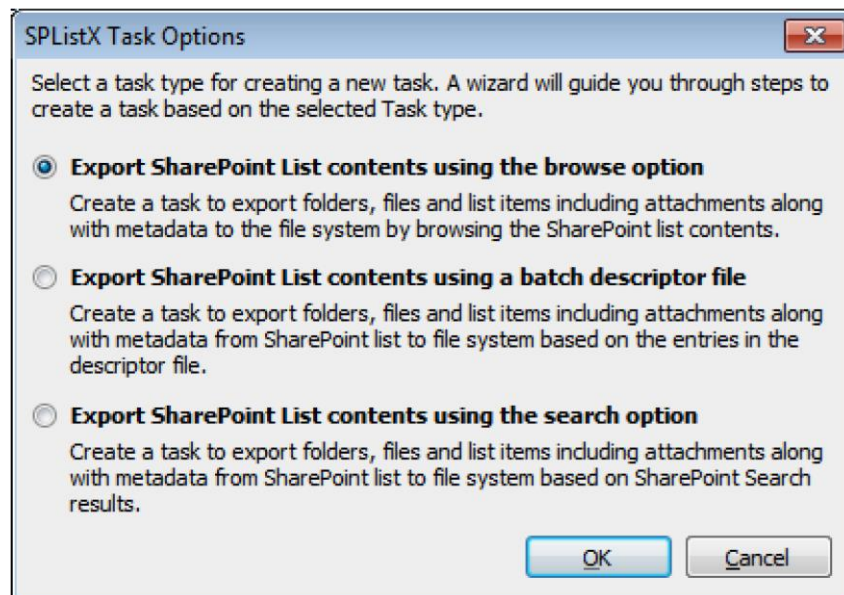 SPListX Task Options
Select a task type for creating a new task. A wizard will guide you through steps to
create a task based on the selected Task type.
Export SharePoint List contents using the browse option
Create a task to export folders, files and list items including attachments along
with metadata to the file system by browsing the SharePoint list contents.
Export SharePoint List contents using a batch descriptor file
Create a task to export folders, files and list items including attachments along
with metadata from SharePoint list to file system based on the entries in the
descriptor file.
Export SharePoint List contents using the search option
Create a task to export folders, files and list items including attachments along
with metadata from SharePoint list to file system based on SharePoint Search
results.
OK Cancel